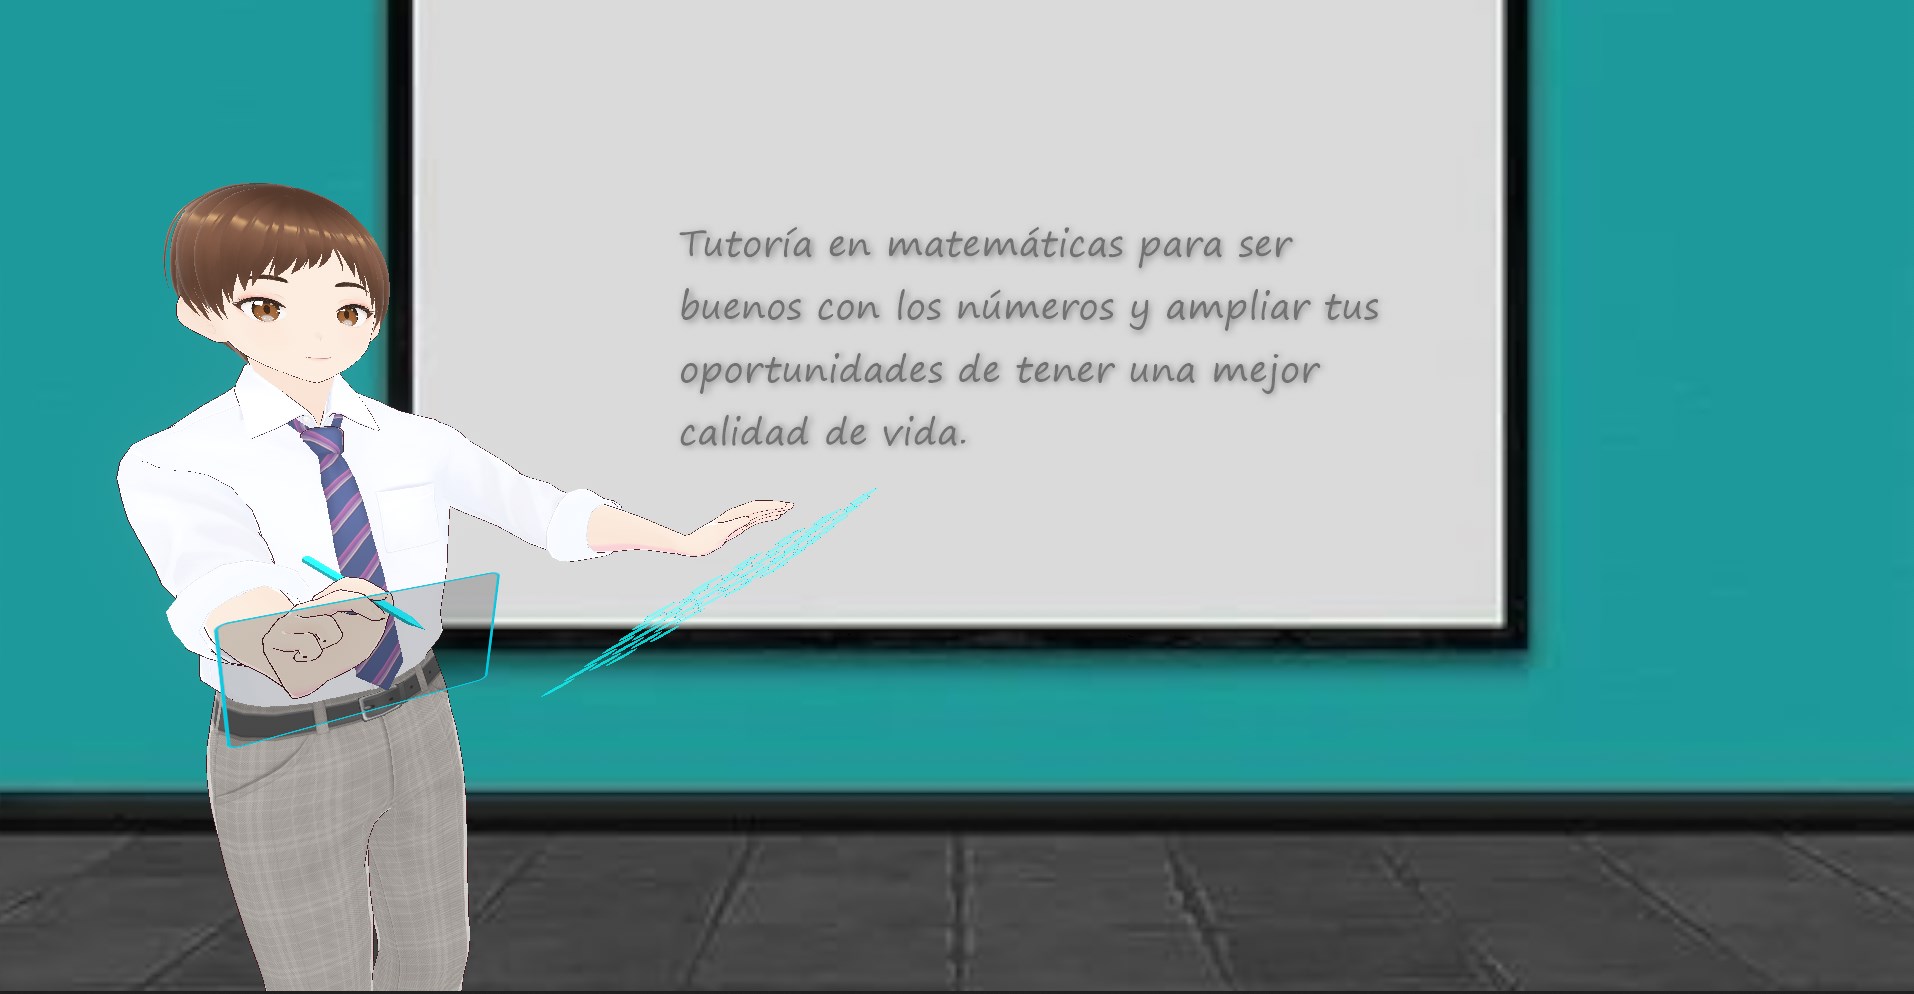 Tutoría en matemáticas para ser
buenos con los números y ampliar tus
oportunidades de tener una mejor
calidad de vida.